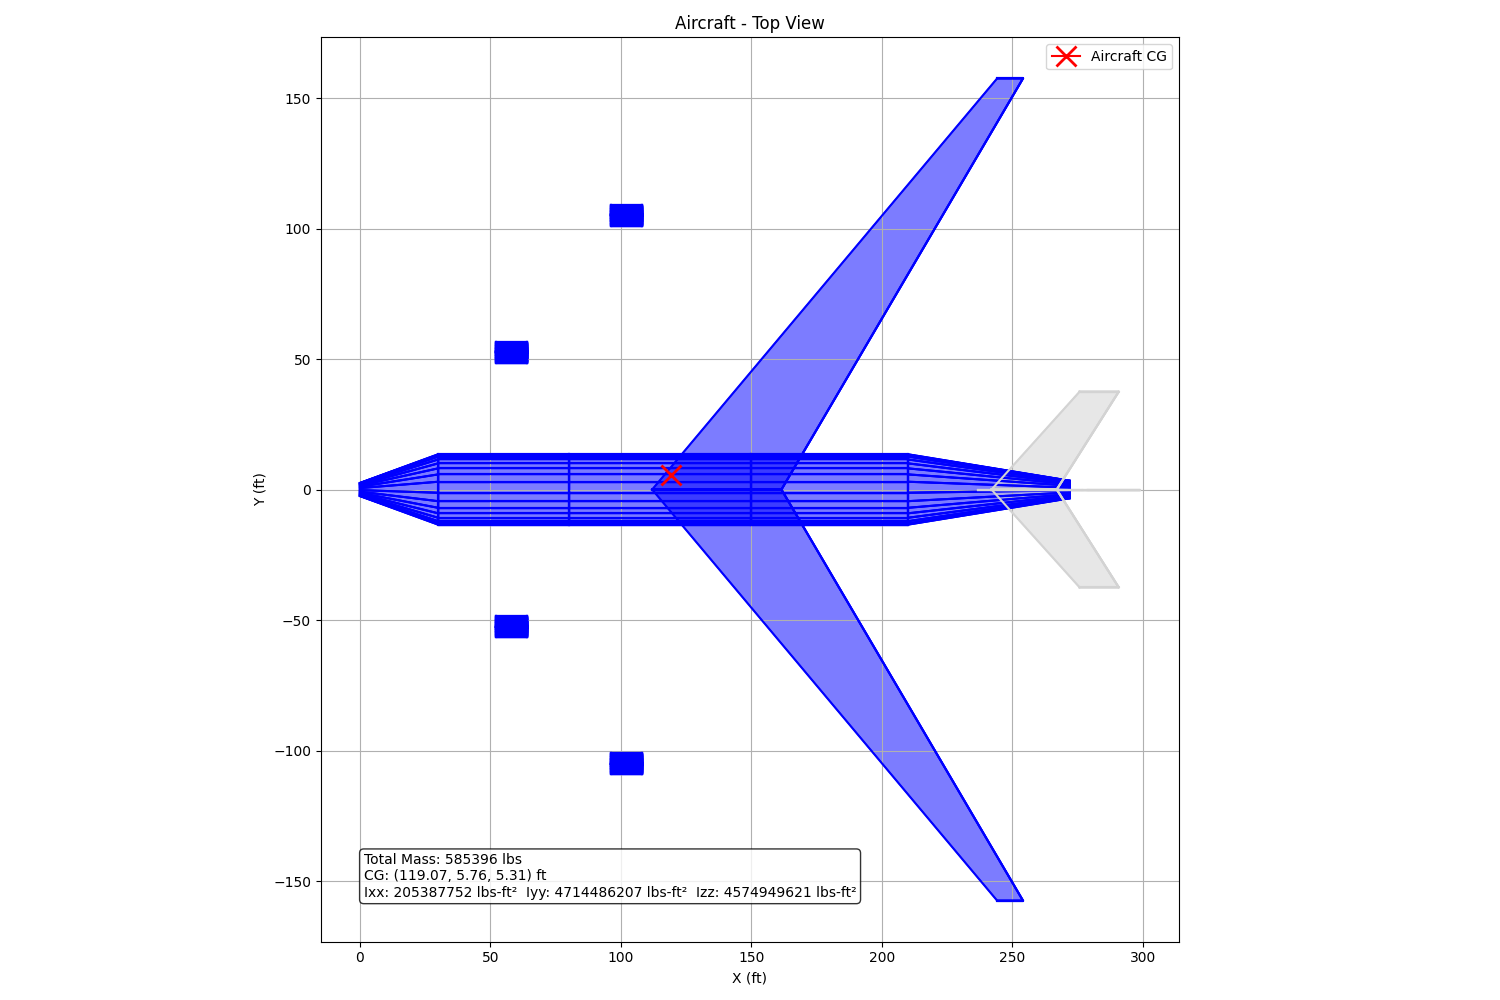 Aircraft - Top View
Aircraft CG
150
100
50
0
−50
−100
−150
Y (ft)
Total Mass: 585396 lbs
CG: (119.07, 5.76, 5.31) ft
Ixx: 205387752 lbs-ft²  Iyy: 4714486207 lbs-ft²  Izz: 4574949621 lbs-ft²
0 50 100 150 200 250 300
X (ft)